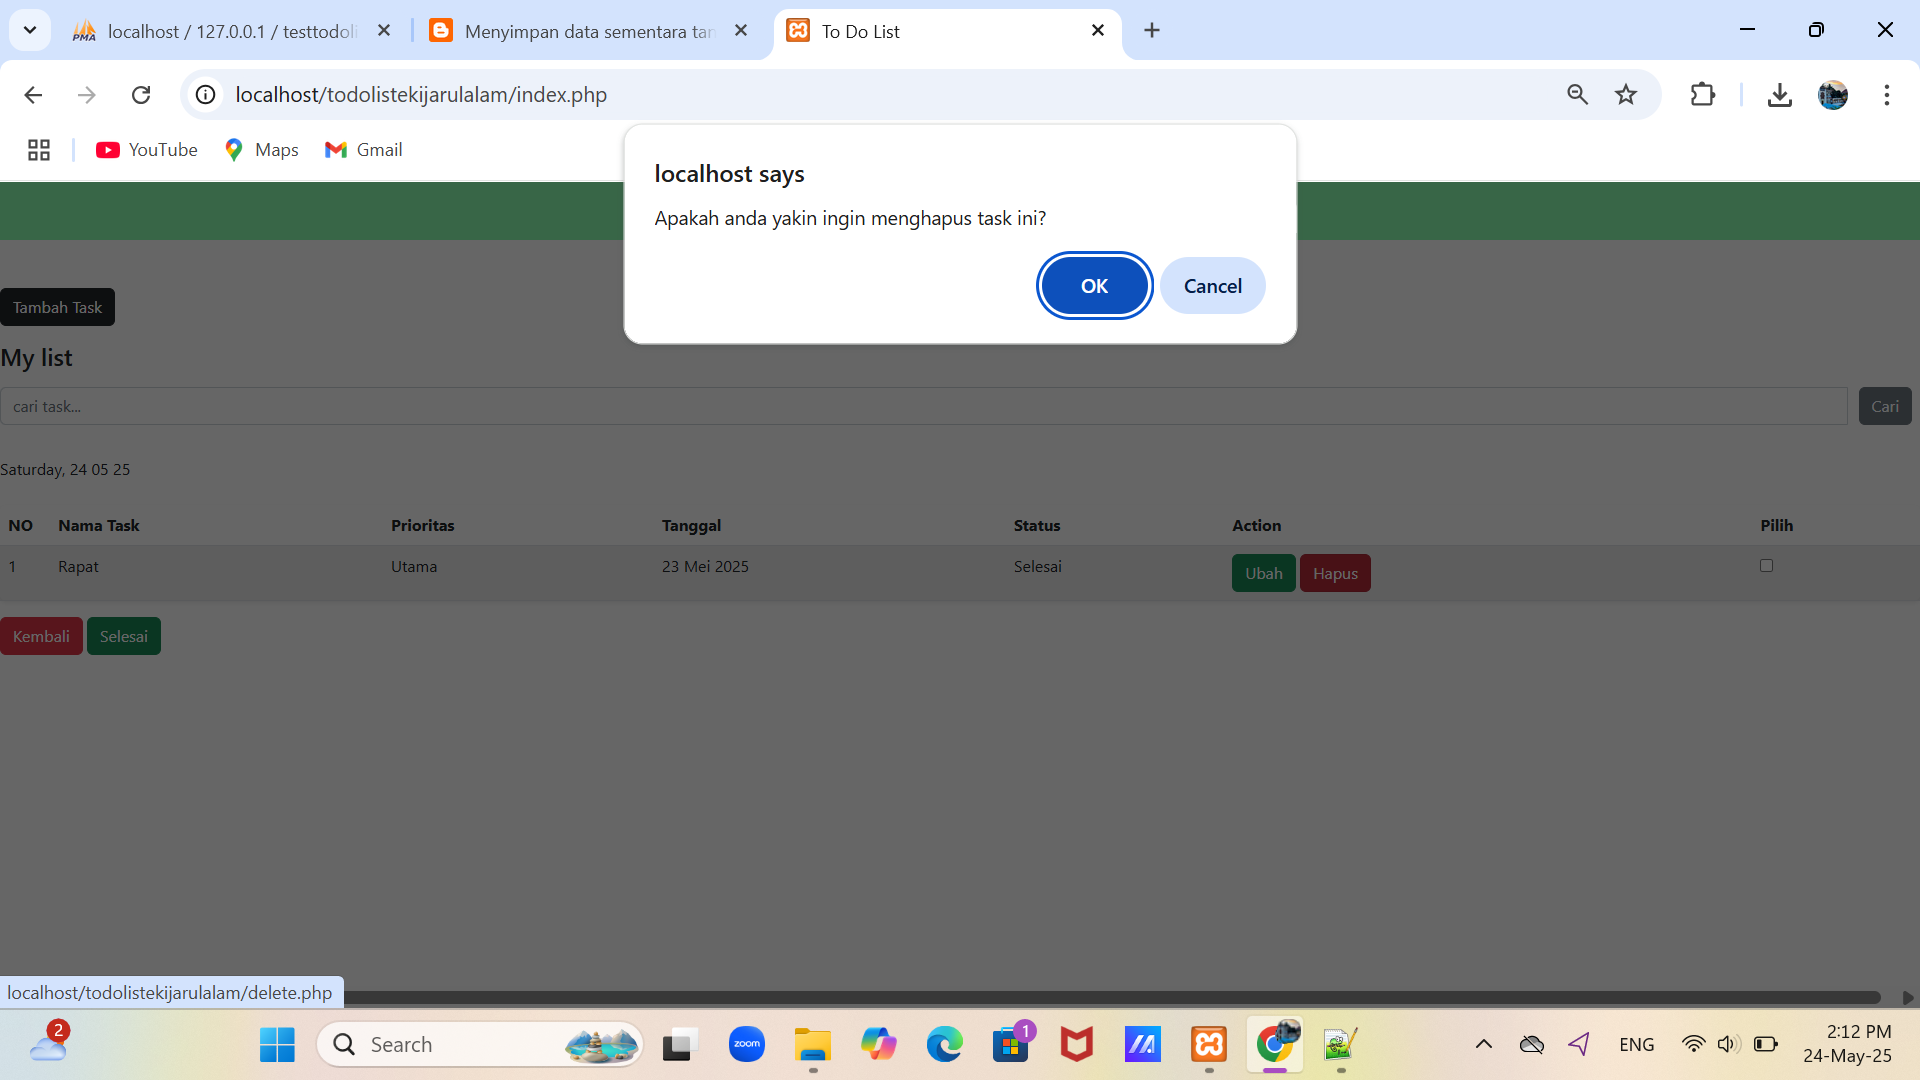 localhost / 127.0.0.1 / testtodoli
Menyimpan data sementara tan
To Do List
localhost/todolistekijarulalam/index.php
YouTube
Maps
Gmail
localhost says
Apakah anda yakin ingin menghapus task ini?
OK
Cancel
Tambah Task
My list
cari task...
Cari
Saturday, 24 05 25
NO Nama Task Prioritas Tanggal Status Action Pilih
1 Rapat Utama 23 Mei 2025 Selesai Ubah Hapus
Kembali Selesai
localhost/todolistekijarulalam/delete.php
2
Search
zoom
1
ENG
2:12 PM
24-May-25